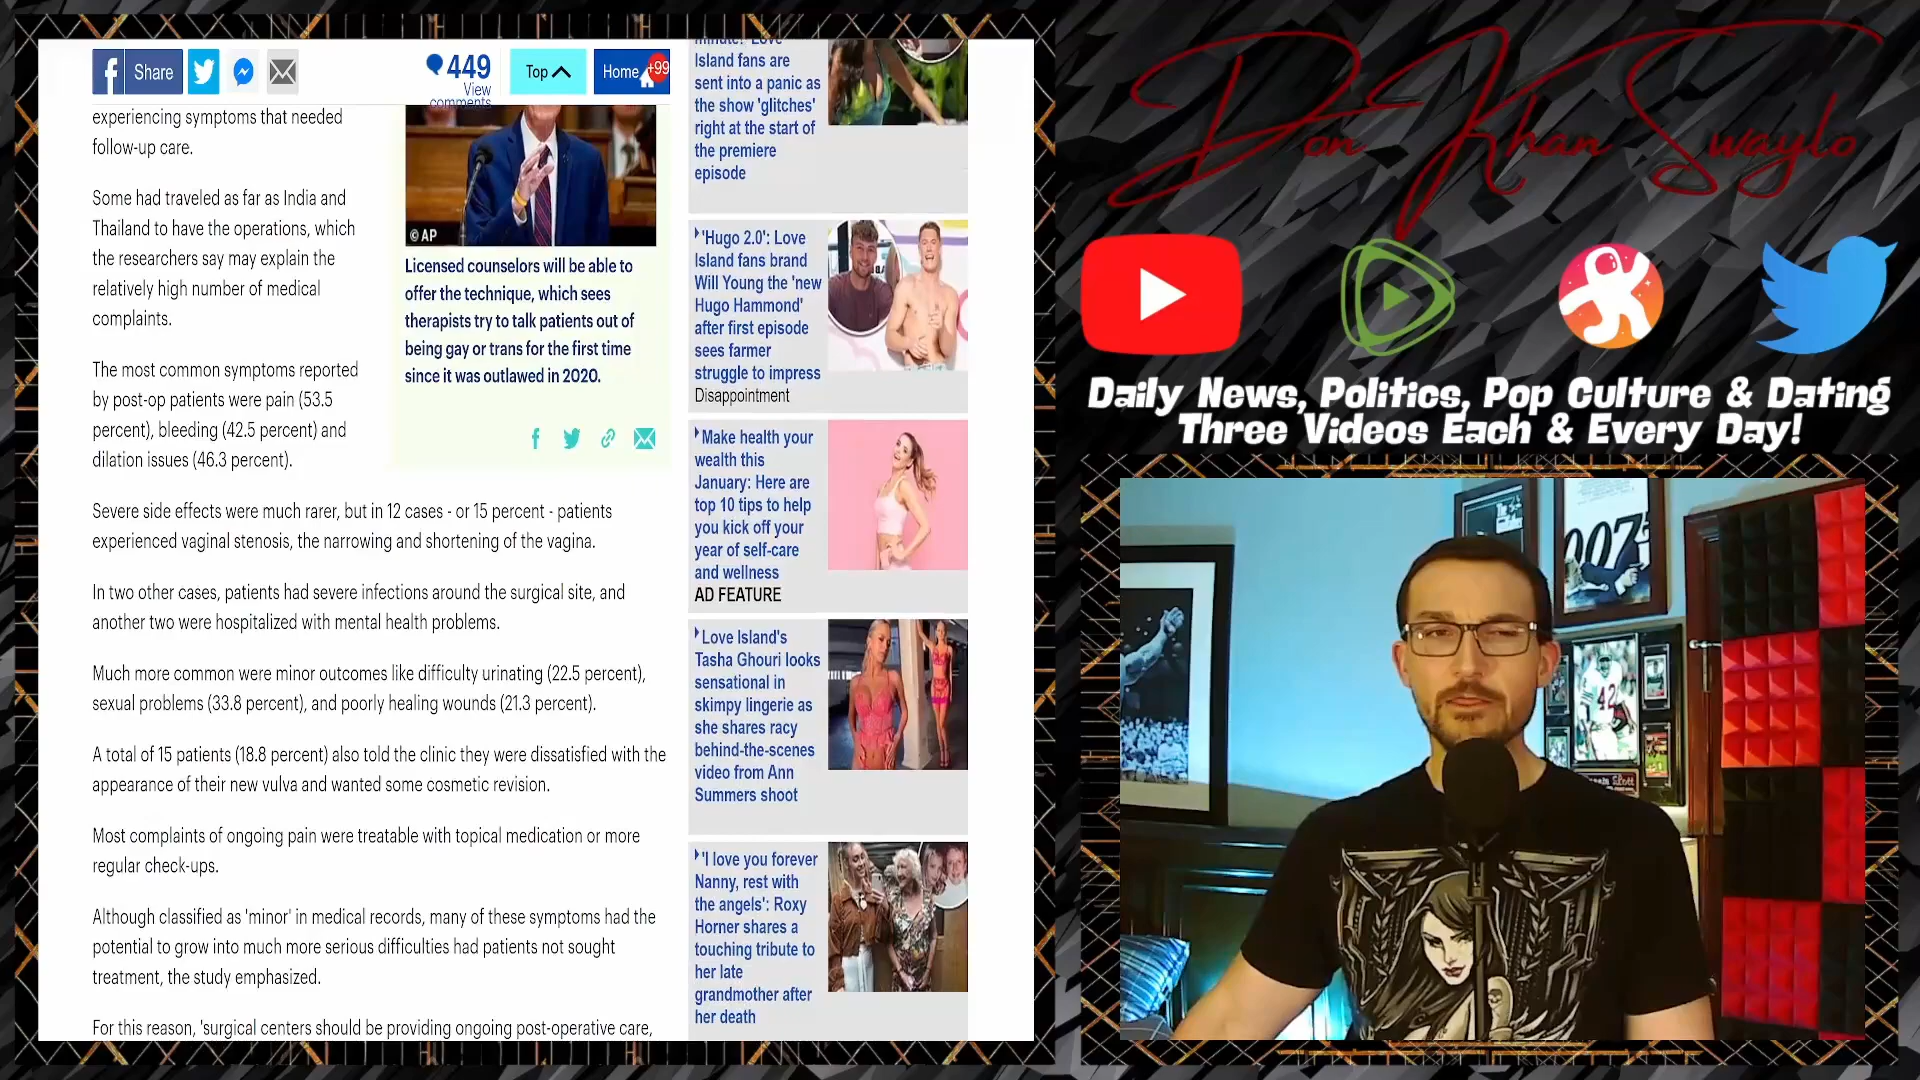 Share
449
View
comments
Top
Home
+99
experiencing symptoms that needed
follow-up care.
Some had traveled as far as India and
Thailand to have the operations, which
the researchers say may explain the
relatively high number of medical
complaints.
The most common symptoms reported
by post-op patients were pain (53.5
percent), bleeding (42.5 percent) and
dilation issues (46.3 percent).
© AP
Licensed counselors will be able to
offer the technique, which sees
therapists try to talk patients out of
being gay or trans for the first time
since it was outlawed in 2020.
Severe side effects were much rarer, but in 12 cases - or 15 percent - patients
experienced vaginal stenosis, the narrowing and shortening of the vagina.
In two other cases, patients had severe infections around the surgical site, and
another two were hospitalized with mental health problems.
Much more common were minor outcomes like difficulty urinating (22.5 percent),
sexual problems (33.8 percent), and poorly healing wounds (21.3 percent).
A total of 15 patients (18.8 percent) also told the clinic they were dissatisfied with the
appearance of their new vulva and wanted some cosmetic revision.
Most complaints of ongoing pain were treatable with topical medication or more
regular check-ups.
Although classified as 'minor' in medical records, many of these symptoms had the
potential to grow into much more serious difficulties had patients not sought
treatment, the study emphasized.
For this reason, 'surgical centers should be providing ongoing post-operative care,
minute!' Love
Island fans are
sent into a panic as
the show 'glitches'
right at the start of
the premiere
episode
'Hugo 2.0': Love
Island fans brand
Will Young the 'new
Hugo Hammond'
after first episode
sees farmer
struggle to impress
Disappointment
Make health your
wealth this
January: Here are
top 10 tips to help
you kick off your
year of self-care
and wellness
AD FEATURE
Love Island's
Tasha Ghouri looks
sensational in
skimpy lingerie as
she shares racy
behind-the-scenes
video from Ann
Summers shoot
'I love you forever
Nanny, rest with
the angels': Roxy
Horner shares a
touching tribute to
her late
grandmother after
her death
Don Khan Swaylo
Daily News, Politics, Pop Culture & Dating
Three Videos Each & Every Day!
007
42